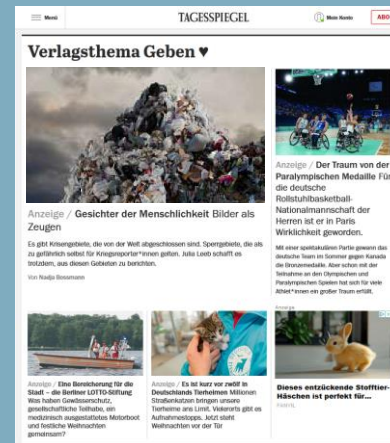 Menü
TAGESSPIEGEL
Mein Konto
ABO
Verlagsthema Geben ♥
Anzeige / Gesichter der Menschlichkeit Bilder als
Zeugen
Es gibt Krisengebiete, die von der Welt abgeschlossen sind. Sperrgebiete, die als
zu gefährlich selbst für Kriegsreporter*innen gelten. Julia Leeb schafft es
trotzdem, aus diesen Gebieten zu berichten.
Von Nadja Bossmann
Anzeige / Der Traum von der
Paralympischen Medaille Für
die deutsche
Rollstuhlbasketball-
Nationalmannschaft der
Herren ist er in Paris
Wirklichkeit geworden.
Mit einer spektakulären Partie gewann das
deutsche Team im Sommer gegen Kanada
die Bronzemedaille. Aber schon mit der
Teilnahme an den Olympischen und
Paralympischen Spielen hat sich für viele
Athlet*innen ein großer Traum erfüllt.
Anzeige
Anzeige / Eine Bereicherung für die
Stadt – die Berliner LOTTO-Stiftung
Was haben Gewässerschutz,
gesellschaftliche Teilhabe, ein
medizinisch ausgestattetes Motorboot
und festliche Weihnachten
gemeinsam?
Anzeige / Es ist kurz vor zwölf in
Deutschlands Tierheimen Millionen
Straßenkatzen bringen unsere
Tierheime ans Limit. Vielerorts gibt es
Aufnahmestopps. Jetzt steht
Weihnachten vor der Tür
Dieses entzückende Stofftier-
Häschen ist perfekt für...